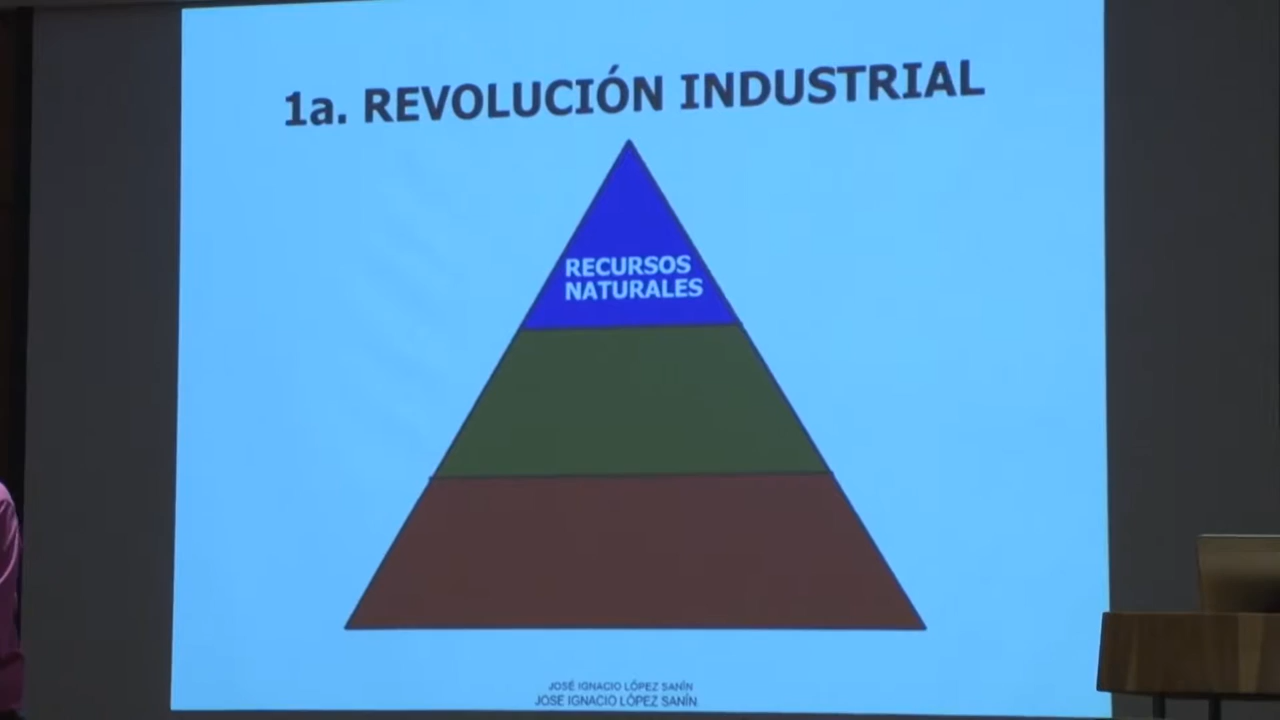 1a. REVOLUCIÓN INDUSTRIAL
RECURSOS
NATURALES
JOSÉ IGNACIO LÓPEZ SANÍN
JOSE IGNACIO LÓPEZ SANÍN